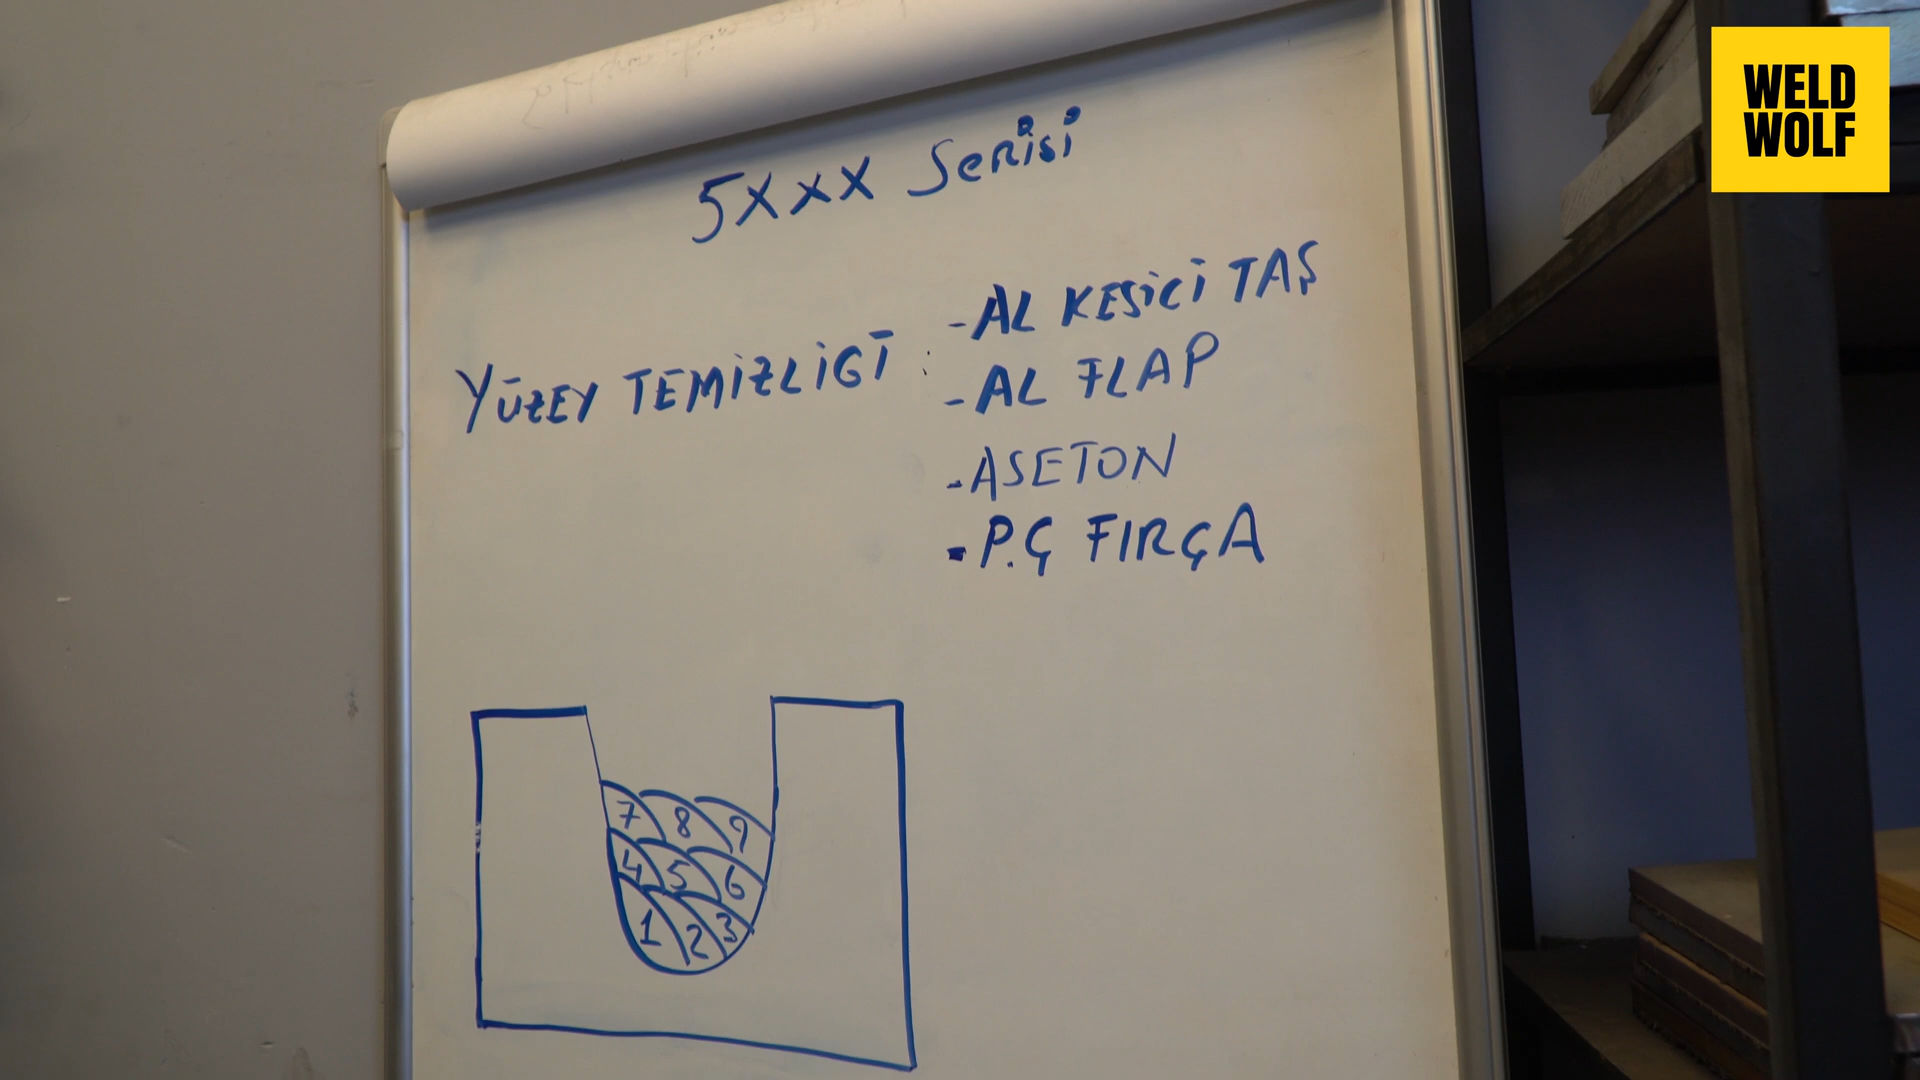 WELD
WOLF
5XXX Serisi
YÜZEY TEMİZLİGİ : -AL KESİCİ TAŞ
-AL FLAP
-ASETON
-P.Ç FIRÇA
7 8 9
4 5 6
1 2 3